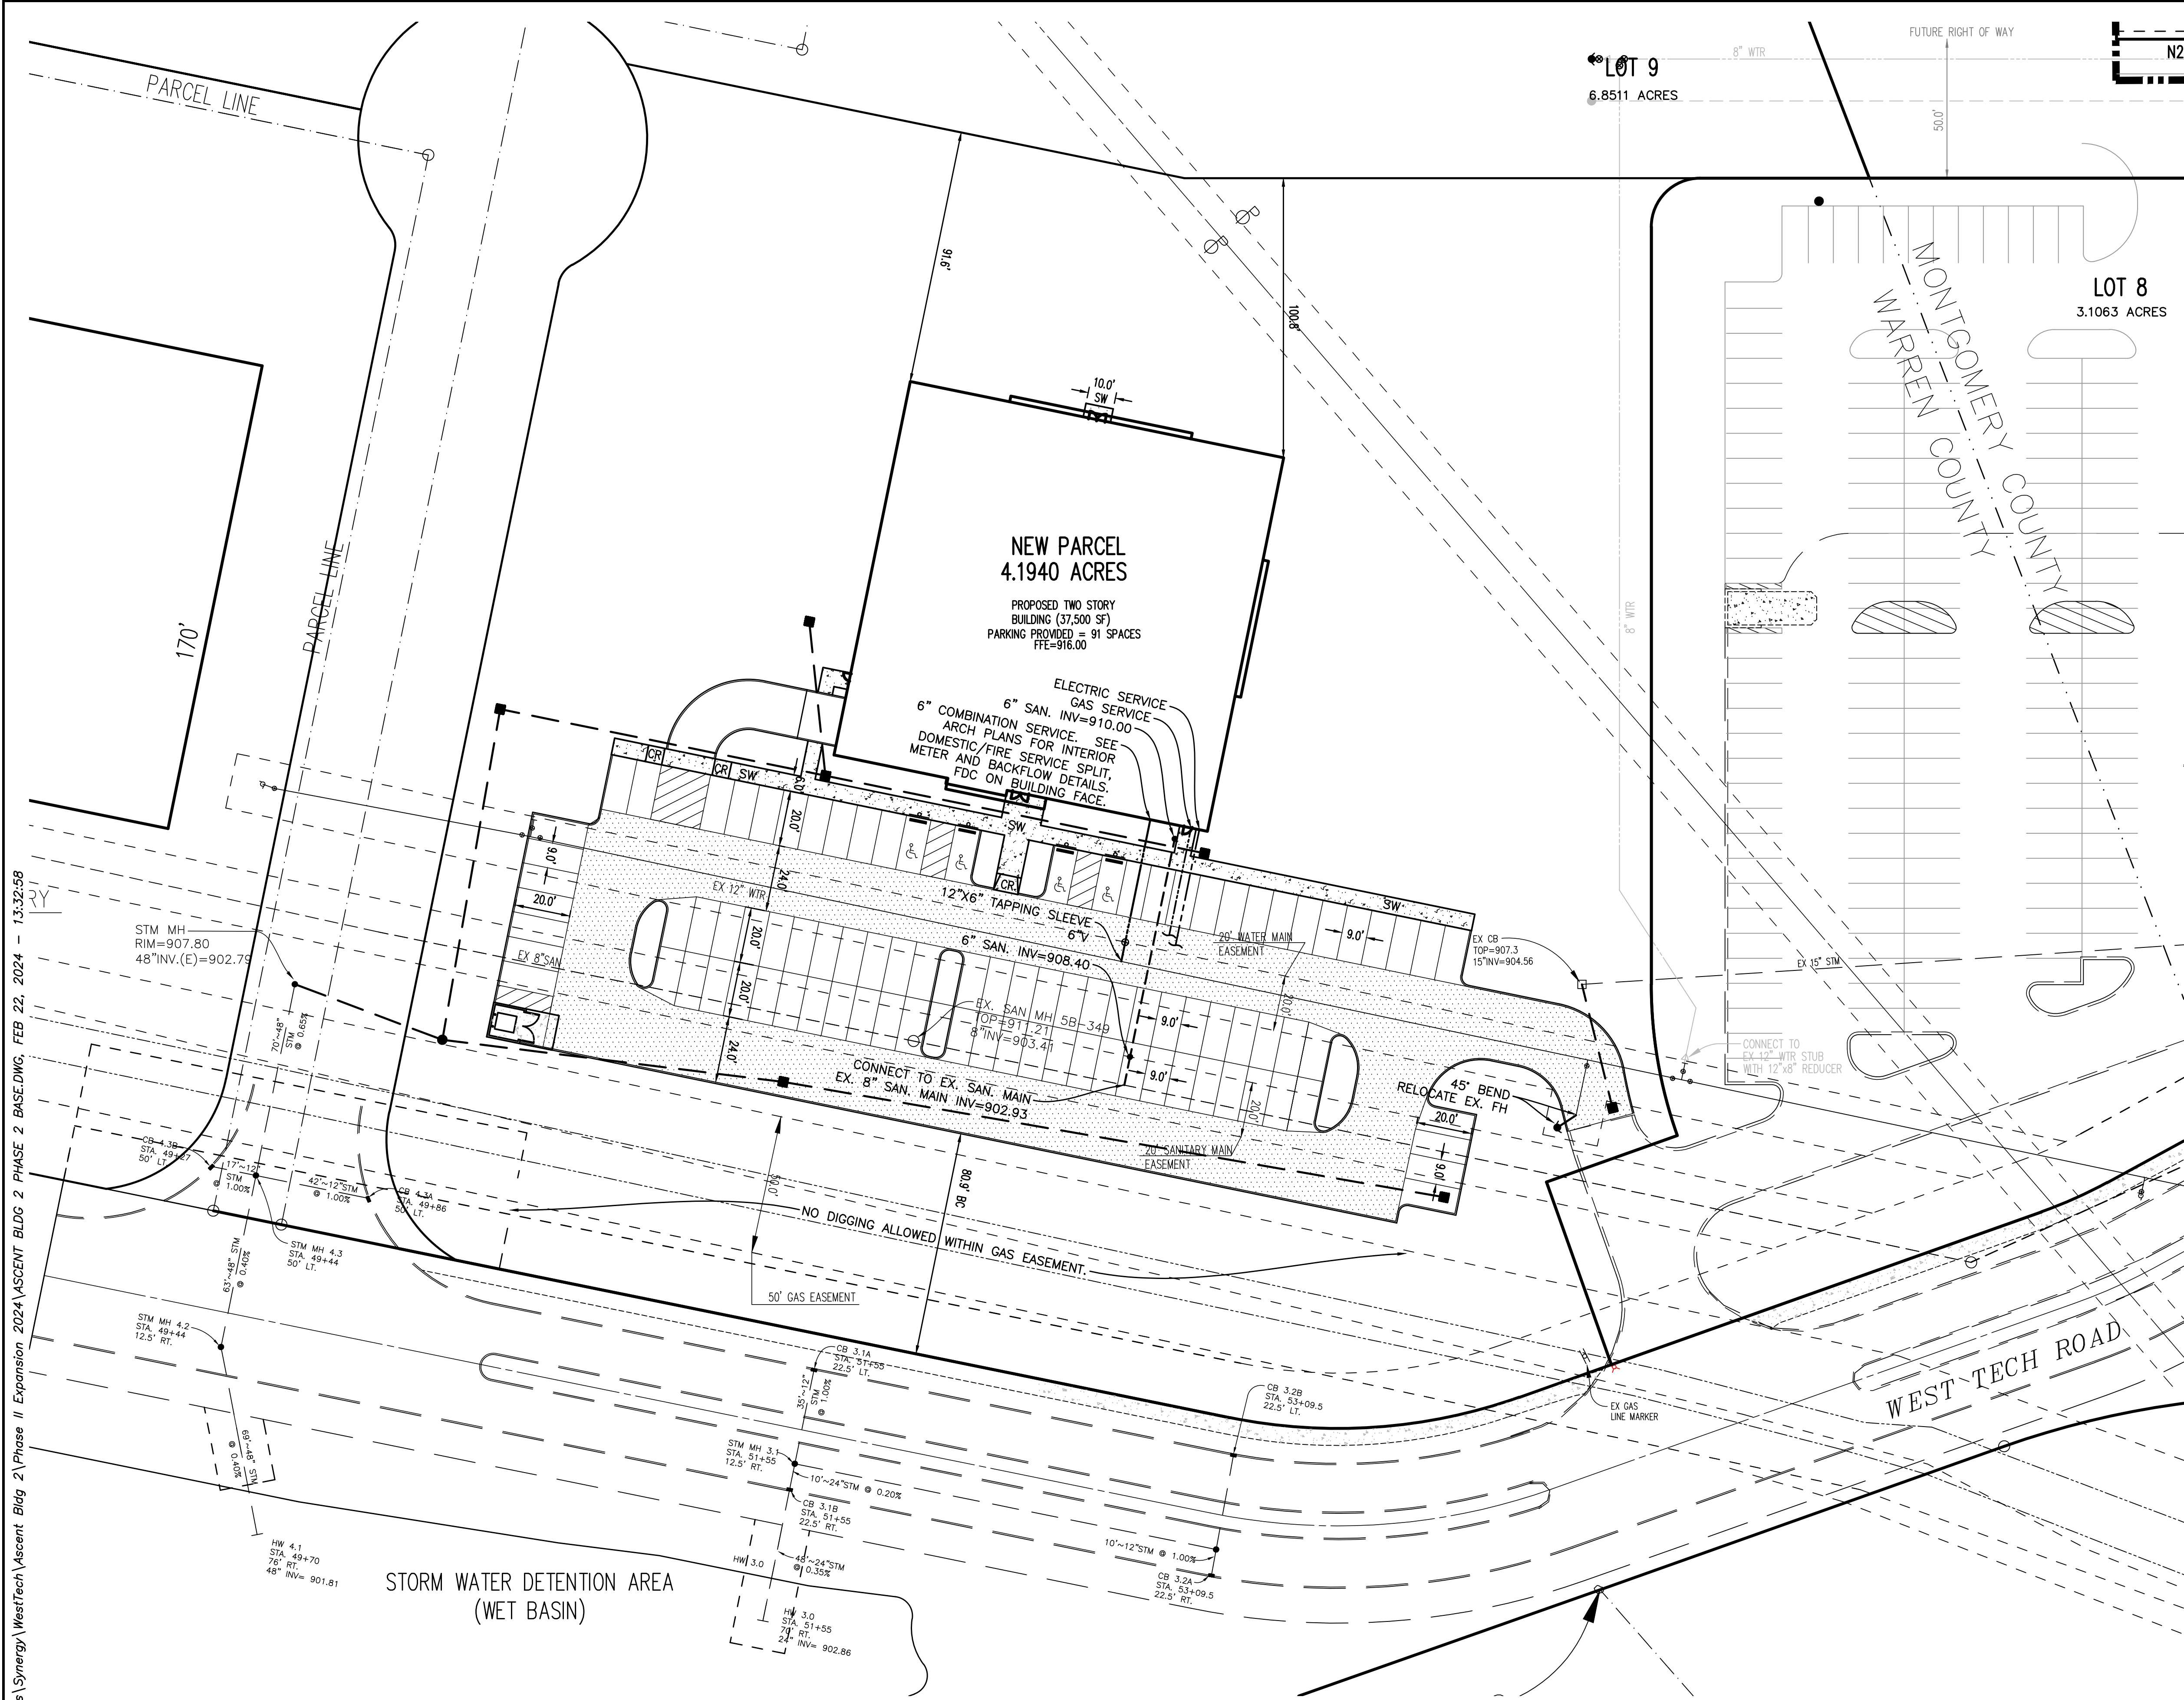 FUTURE RIGHT OF WAY
8" WTR
LOT 9
6.8511 ACRES
50.0'
N2
PARCEL LINE
91.6'
100.8'
MONTGOMERY COUNTY
WARREN COUNTY
LOT 8
3.1063 ACRES
10.0'
SW
PARCEL LINE
170'
NEW PARCEL
4.1940 ACRES
PROPOSED TWO STORY
BUILDING (37,500 SF)
PARKING PROVIDED = 91 SPACES
FFE=916.00
8" WTR
ELECTRIC SERVICE
GAS SERVICE
6" SAN. INV=910.00
6" COMBINATION SERVICE. SEE
ARCH PLANS FOR INTERIOR
DOMESTIC/FIRE SERVICE SPLIT,
METER AND BACKFLOW DETAILS.
FDC ON BUILDING FACE.
CR
CR
SW
6.0'
20.0'
SW
9.0'
24.0'
20.0'
EX 12" WTR
CR
12"X6" TAPPING SLEEVE
6"V
SW
9.0'
20' WATER MAIN
EASEMENT
EX CB
TOP=907.3
15"INV=904.56
EX 15" STM
RY
STM MH
RIM=907.80
48"INV.(E)=902.79
20.0'
6" SAN. INV=908.40
EX 8"SAN
20.0'
EX. SAN MH 5B-349
TOP=911.21
8"INV=903.41
20.0'
9.0'
70'~48"
STM
@ 0.65%
24.0'
CONNECT TO EX. SAN. MAIN
EX. 8" SAN. MAIN INV=902.93
9.0'
20.0'
45° BEND
RELOCATE EX. FH
20.0'
9.0'
CONNECT TO
EX 12" WTR STUB
WITH 12"x8" REDUCER
20' SANITARY MAIN
EASEMENT
CB 4.3B
STA. 49+27
50' LT.
17'~12"
STM
@ 1.00%
42'~12"STM
@ 1.00%
CB 4.3A
STA. 49+86
50' LT.
50.0'
80.9' BC
NO DIGGING ALLOWED WITHIN GAS EASEMENT.
STM MH 4.3
STA. 49+44
50' LT.
63'~48" STM
@ 0.40%
50' GAS EASEMENT
STM MH 4.2
STA. 49+44
12.5' RT.
CB 3.1A
STA. 51+55
22.5' LT.
35'~12"
STM
@ 1.00%
CB 3.2B
STA. 53+09.5
22.5' LT.
EX GAS
LINE MARKER
WEST TECH ROAD
69'~48" STM
@ 0.40%
STM MH 3.1
STA. 51+55
12.5' RT.
10'~24"STM @ 0.20%
CB 3.1B
STA. 51+55
22.5' RT.
10'~12"STM @ 1.00%
HW 4.1
STA. 49+70
76' RT.
48" INV= 901.81
HW 3.0
48'~24"STM
@ 0.35%
CB 3.2A
STA. 53+09.5
22.5' RT.
STORM WATER DETENTION AREA
(WET BASIN)
HW 3.0
STA. 51+55
70' RT.
24" INV= 902.86
s\Synergy\WestTech\Ascent Bldg 2\Phase II Expansion 2024\ASCENT BLDG 2 PHASE 2 BASE.DWG, FEB 22, 2024 - 13:32:58